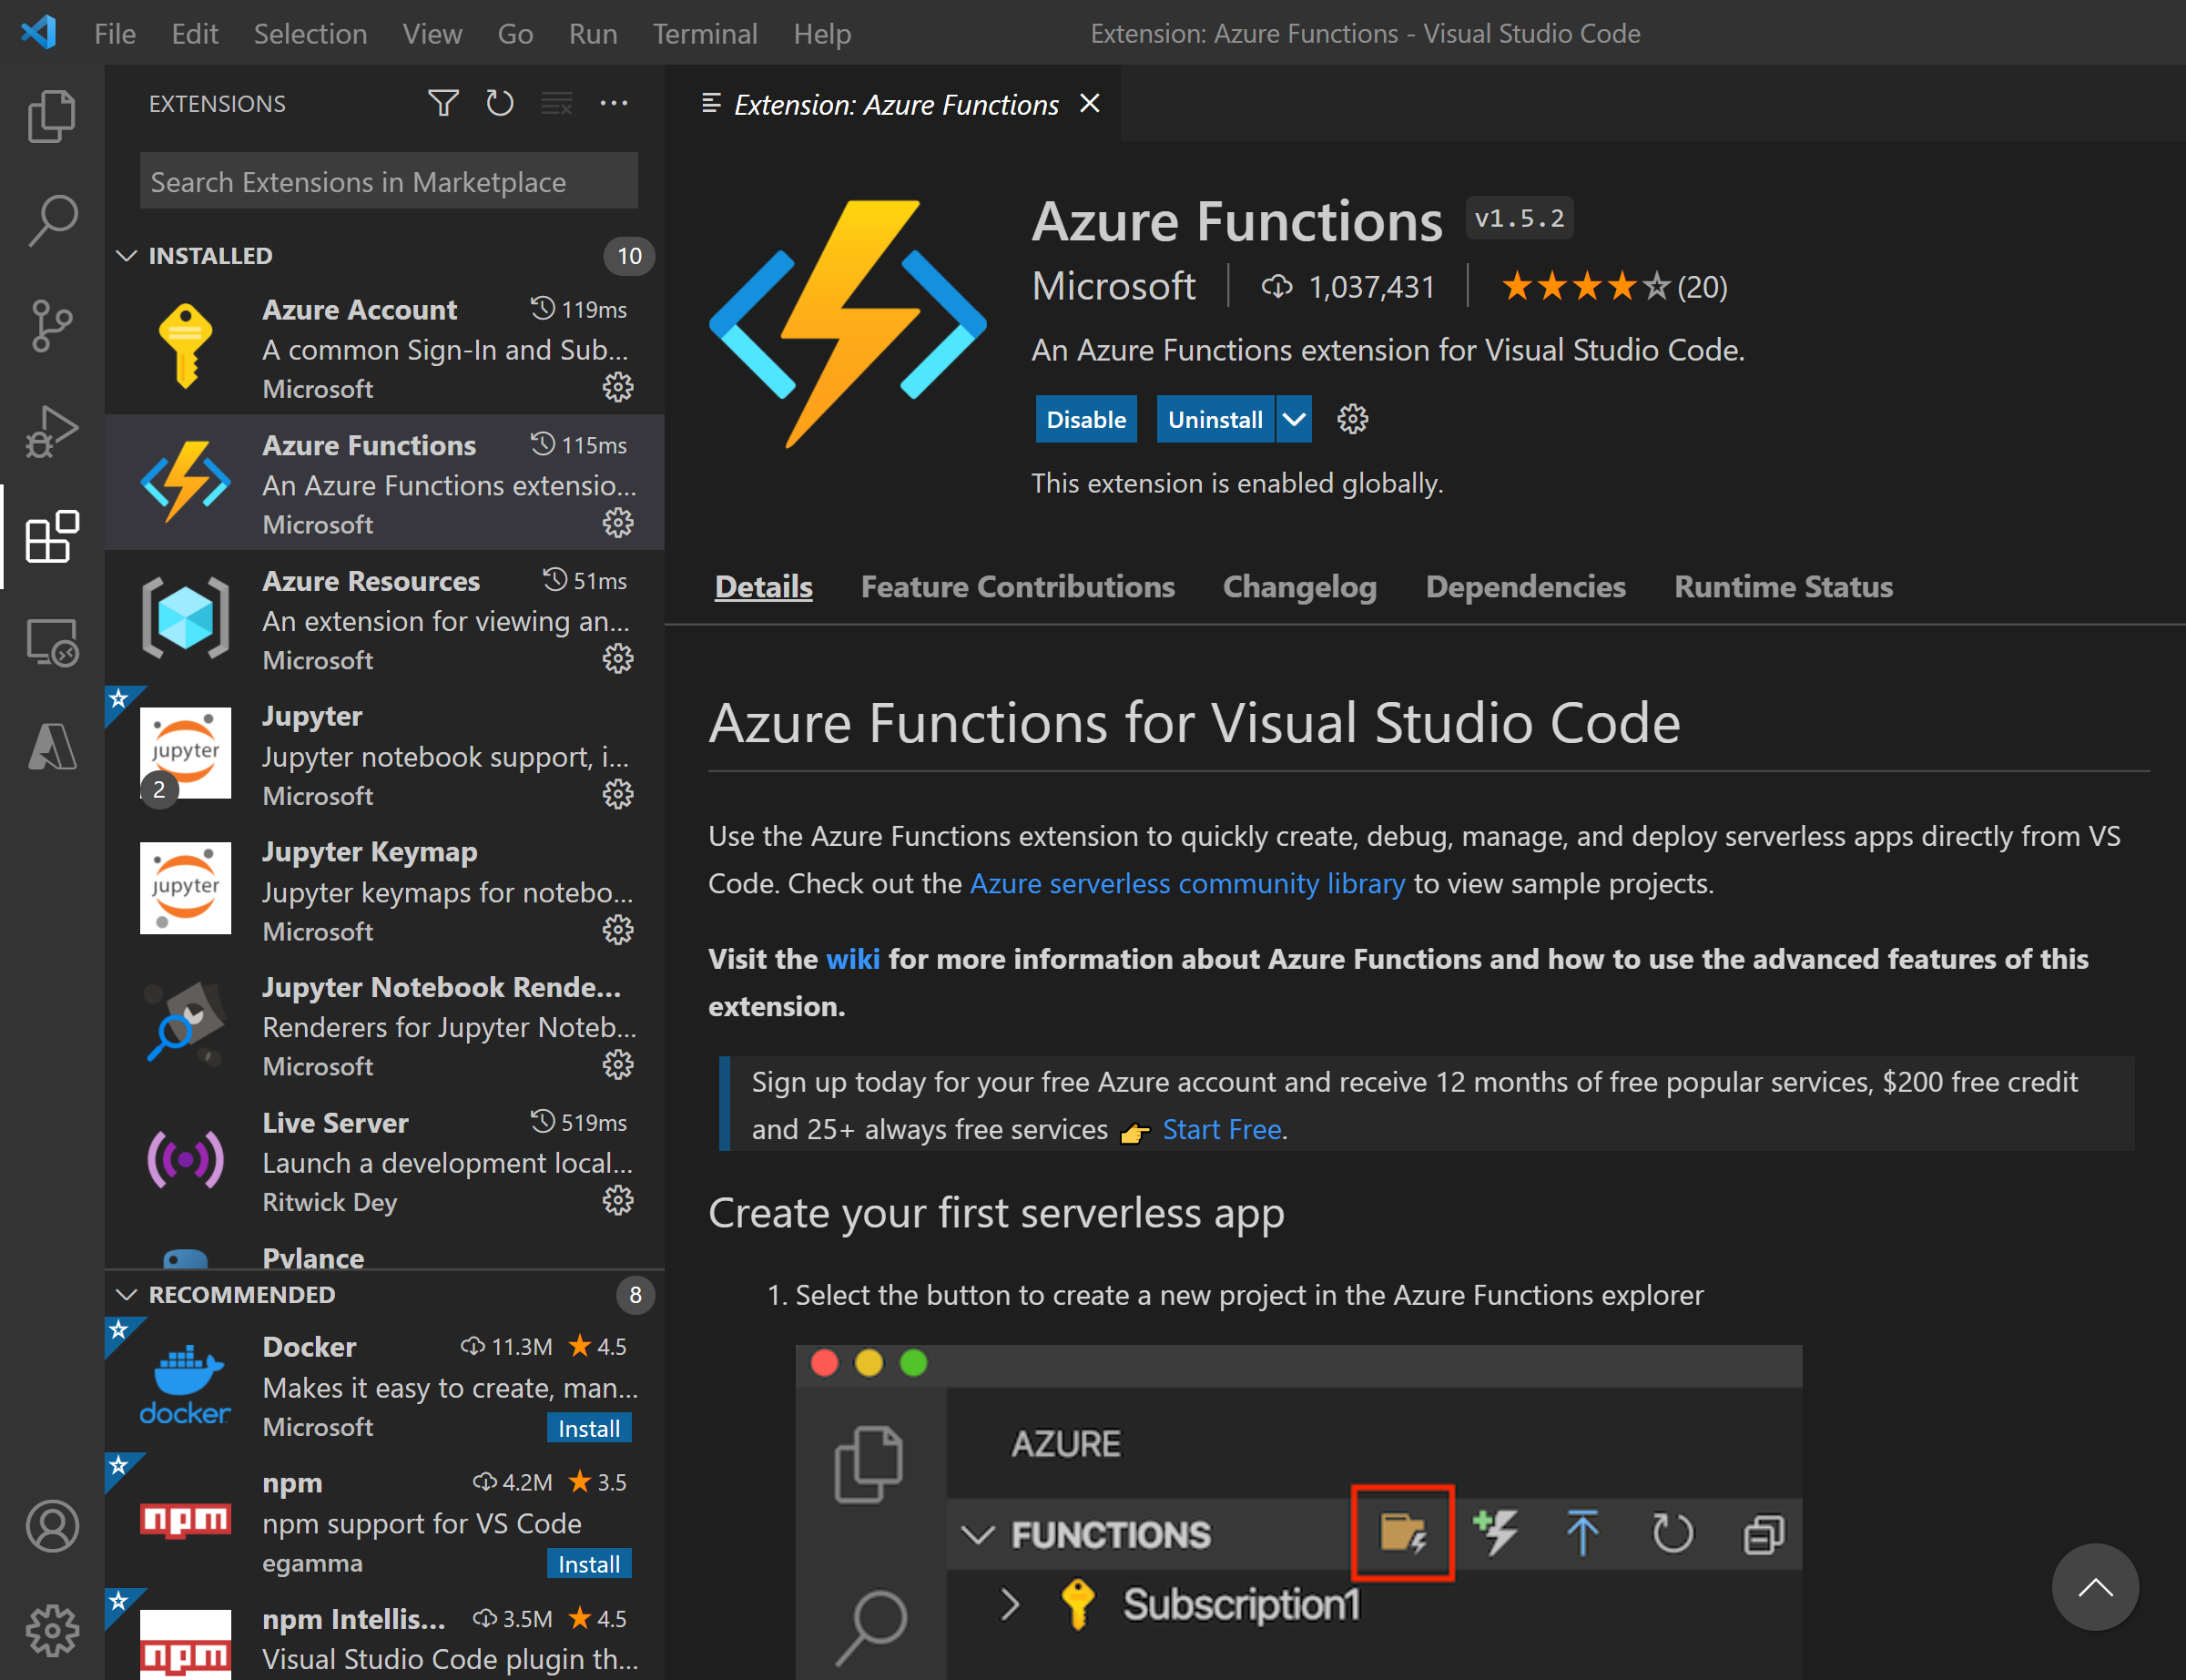 File Edit Selection View Go Run Terminal Help
Extension: Azure Functions - Visual Studio Code
EXTENSIONS
Search Extensions in Marketplace
INSTALLED 10
Azure Account 119ms
A common Sign-In and Sub...
Microsoft
Azure Functions 115ms
An Azure Functions extensio...
Microsoft
Azure Resources 51ms
An extension for viewing an...
Microsoft
jupyter
2
Jupyter
Jupyter notebook support, i...
Microsoft
jupyter
Jupyter Keymap
Jupyter keymaps for notebo...
Microsoft
Jupyter Notebook Rende...
Renderers for Jupyter Noteb...
Microsoft
Live Server 519ms
Launch a development local...
Ritwick Dey
Pylance
RECOMMENDED 8
docker
Docker 11.3M 4.5
Makes it easy to create, man...
Microsoft Install
npm
npm 4.2M 3.5
npm support for VS Code
egamma Install
npm
npm Intellis... 3.5M 4.5
Visual Studio Code plugin th...
Extension: Azure Functions
Azure Functions v1.5.2
Microsoft 1,037,431 (20)
An Azure Functions extension for Visual Studio Code.
Disable Uninstall
This extension is enabled globally.
Details Feature Contributions Changelog Dependencies Runtime Status
Azure Functions for Visual Studio Code
Use the Azure Functions extension to quickly create, debug, manage, and deploy serverless apps directly from VS
Code. Check out the Azure serverless community library to view sample projects.
Visit the wiki for more information about Azure Functions and how to use the advanced features of this
extension.
Sign up today for your free Azure account and receive 12 months of free popular services, $200 free credit
and 25+ always free services 👉 Start Free.
Create your first serverless app
1. Select the button to create a new project in the Azure Functions explorer
AZURE
FUNCTIONS
Subscription1